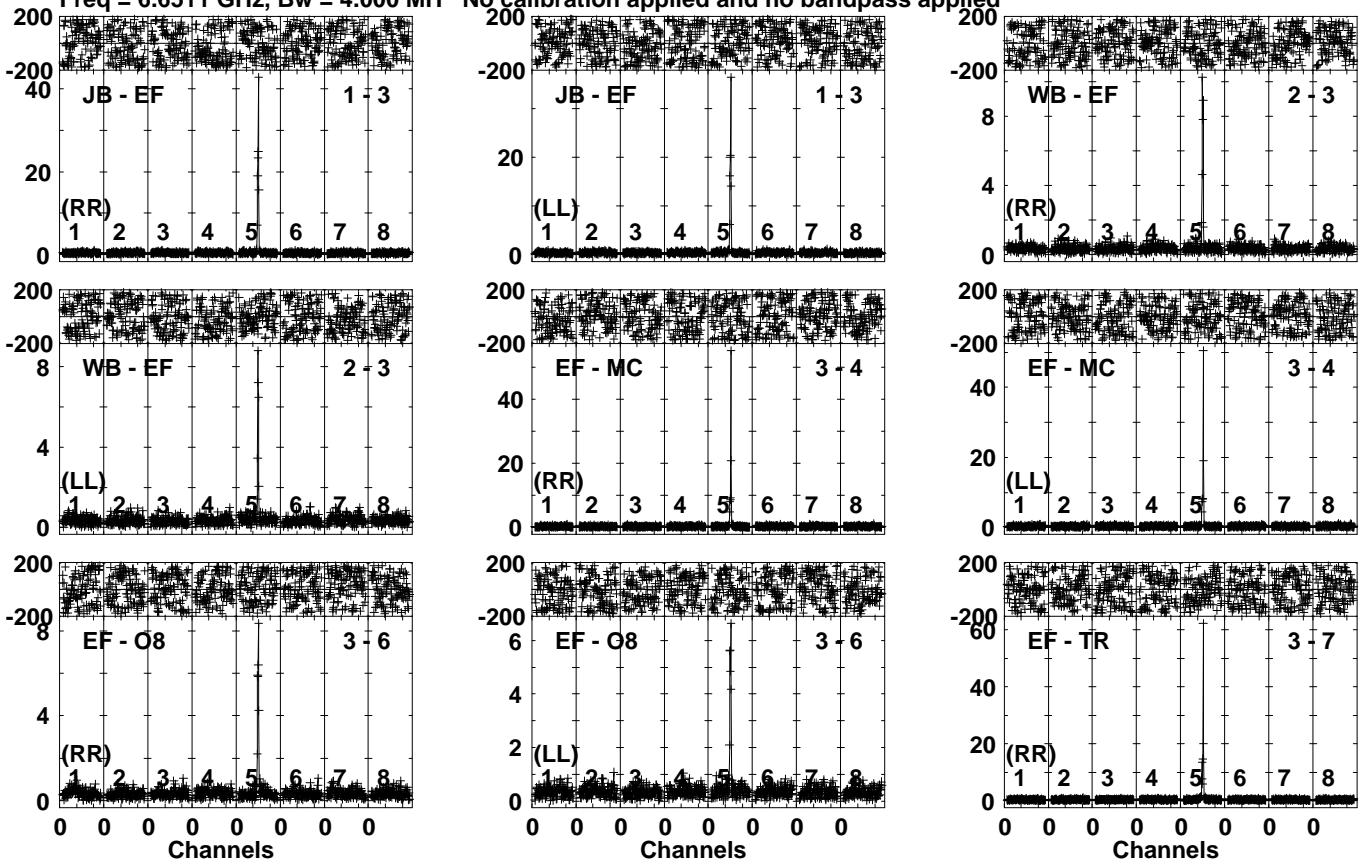 Freq = 6.6511 GHz, Bw = 4.000 MH No calibration applied and no bandpass applied
200 200 200
-200 -200 -200
40 JB - EF 1 - 3
20
(RR)
1 2 3 4 5 6 7 8
0
JB - EF 1 - 3
20
(LL)
1 2 3 4 5 6 7 8
0
WB - EF 2 - 3
8
4
(RR)
1 2 3 4 5 6 7 8
0
200 200 200
-200 -200 -200
8 WB - EF 2 - 3
4
(LL)
1 2 3 4 5 6 7 8
0
EF - MC 3 - 4
40
20
(RR)
1 2 3 4 5 6 7 8
0
EF - MC 3 - 4
40
20
(LL)
1 2 3 4 5 6 7 8
0
200 200 200
-200 -200 -200
8 EF - O8 3 - 6
4
(RR)
1 2 3 4 5 6 7 8
0
6 EF - O8 3 - 6
4
2
(LL)
1 2 3 4 5 6 7 8
0
60 EF - TR 3 - 7
40
20
(RR)
1 2 3 4 5 6 7 8
0
0 0 0 0 0 0 0 0 0 0 0 0 0 0 0 0 0 0 0 0 0 0 0 0
Channels Channels Channels